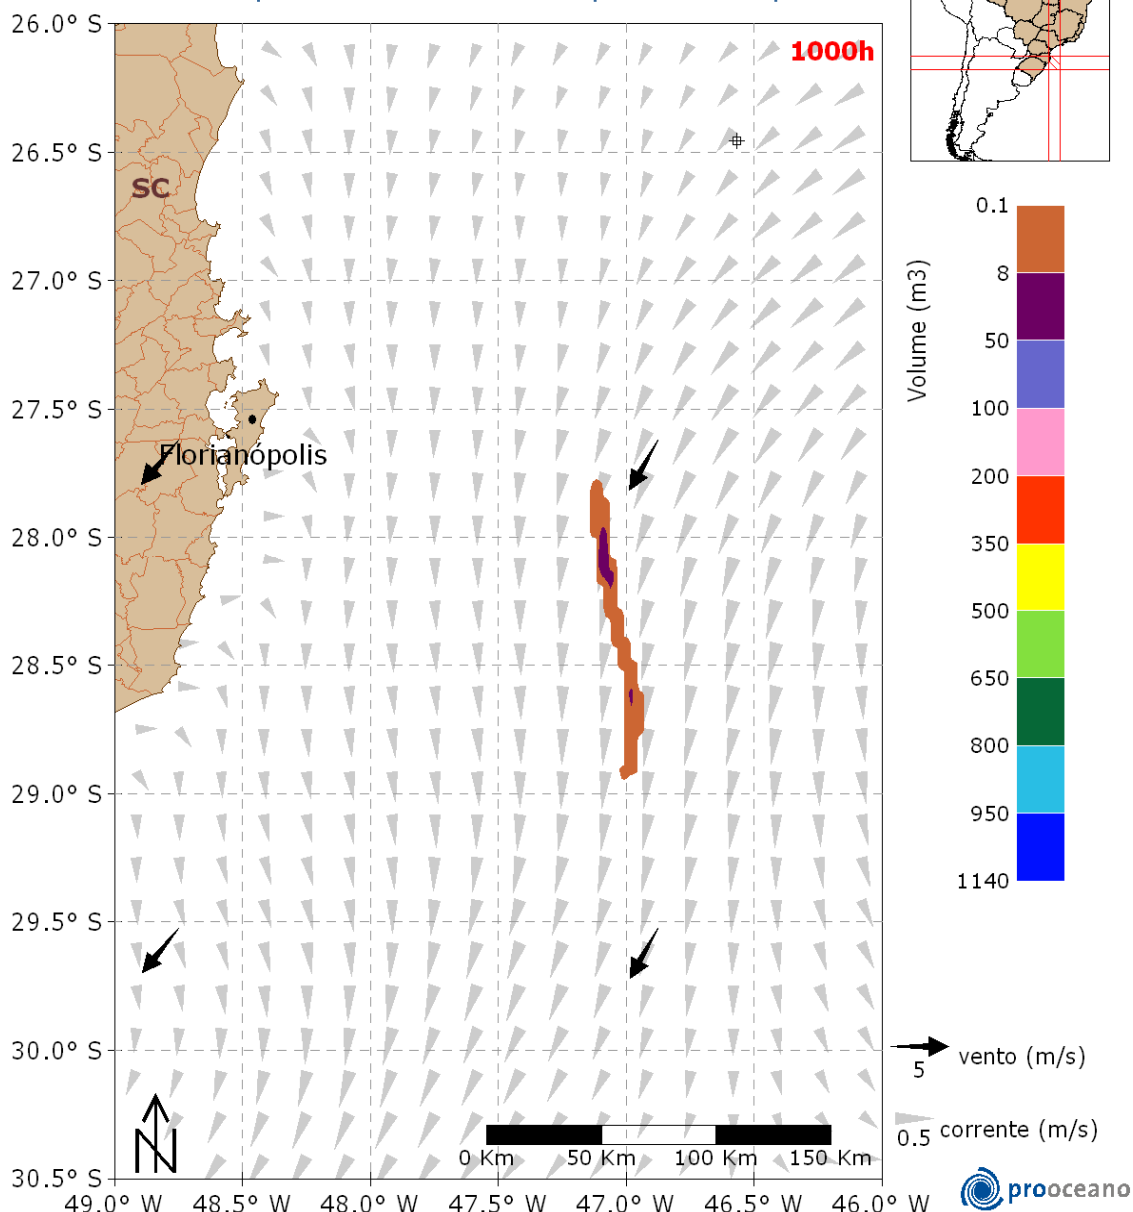 26.0° S
1000h
26.5° S
SC
27.0° S
27.5° S
Florianópolis
28.0° S
28.5° S
29.0° S
29.5° S
30.0° S
30.5° S
N
0 Km 50 Km 100 Km 150 Km
49.0° W 48.5° W 48.0° W 47.5° W 47.0° W 46.5° W 46.0° W
Volume (m3)
0.1
8
50
100
200
350
500
650
800
950
1140
vento (m/s)
5
corrente (m/s)
0.5
prooceano